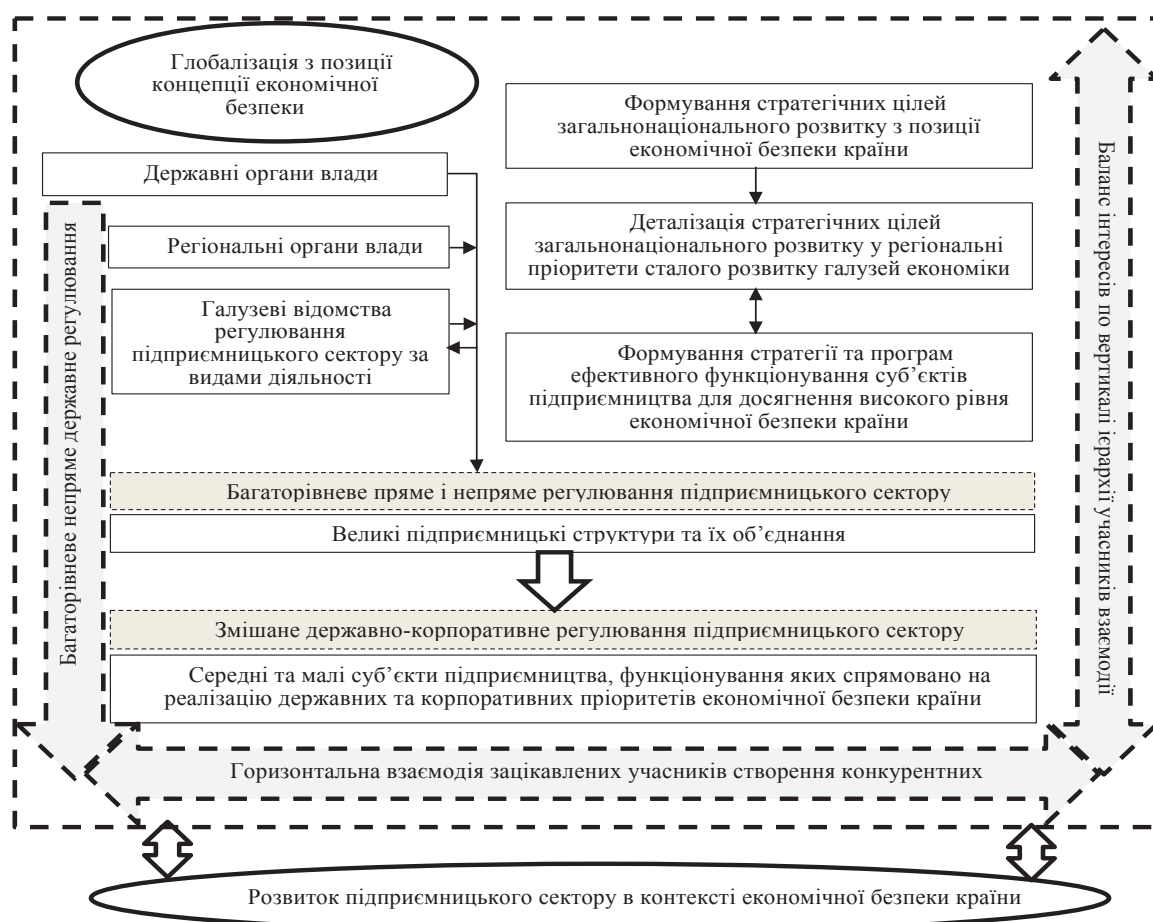 Глобалізація з позиції
концепції економічної
безпеки
Державні органи влади
Регіональні органи влади
Галузеві відомства
регулювання
підприємницького сектору за
видами діяльності
Формування стратегічних цілей
загальнонаціонального розвитку з позиції
економічної безпеки країни
Деталізація стратегічних цілей
загальнонаціонального розвитку у регіональні
пріоритети сталого розвитку галузей економіки
Формування стратегії та програм
ефективного функціонування суб’єктів
підприємництва для досягнення високого рівня
економічної безпеки країни
Багаторівневе непряме державне регулювання
Баланс інтересів по вертикалі ієрархії учасників взаємодії
Багаторівневе пряме і непряме регулювання підприємницького сектору
Великі підприємницькі структури та їх об’єднання
Змішане державно-корпоративне регулювання підприємницького сектору
Середні та малі суб’єкти підприємства, функціонування яких спрямовано на
реалізацію державних та корпоративних пріоритетів економічної безпеки країни
Горизонтальна взаємодія зацікавлених учасників створення конкурентних
Розвиток підприємницького сектору в контексті економічної безпеки країни